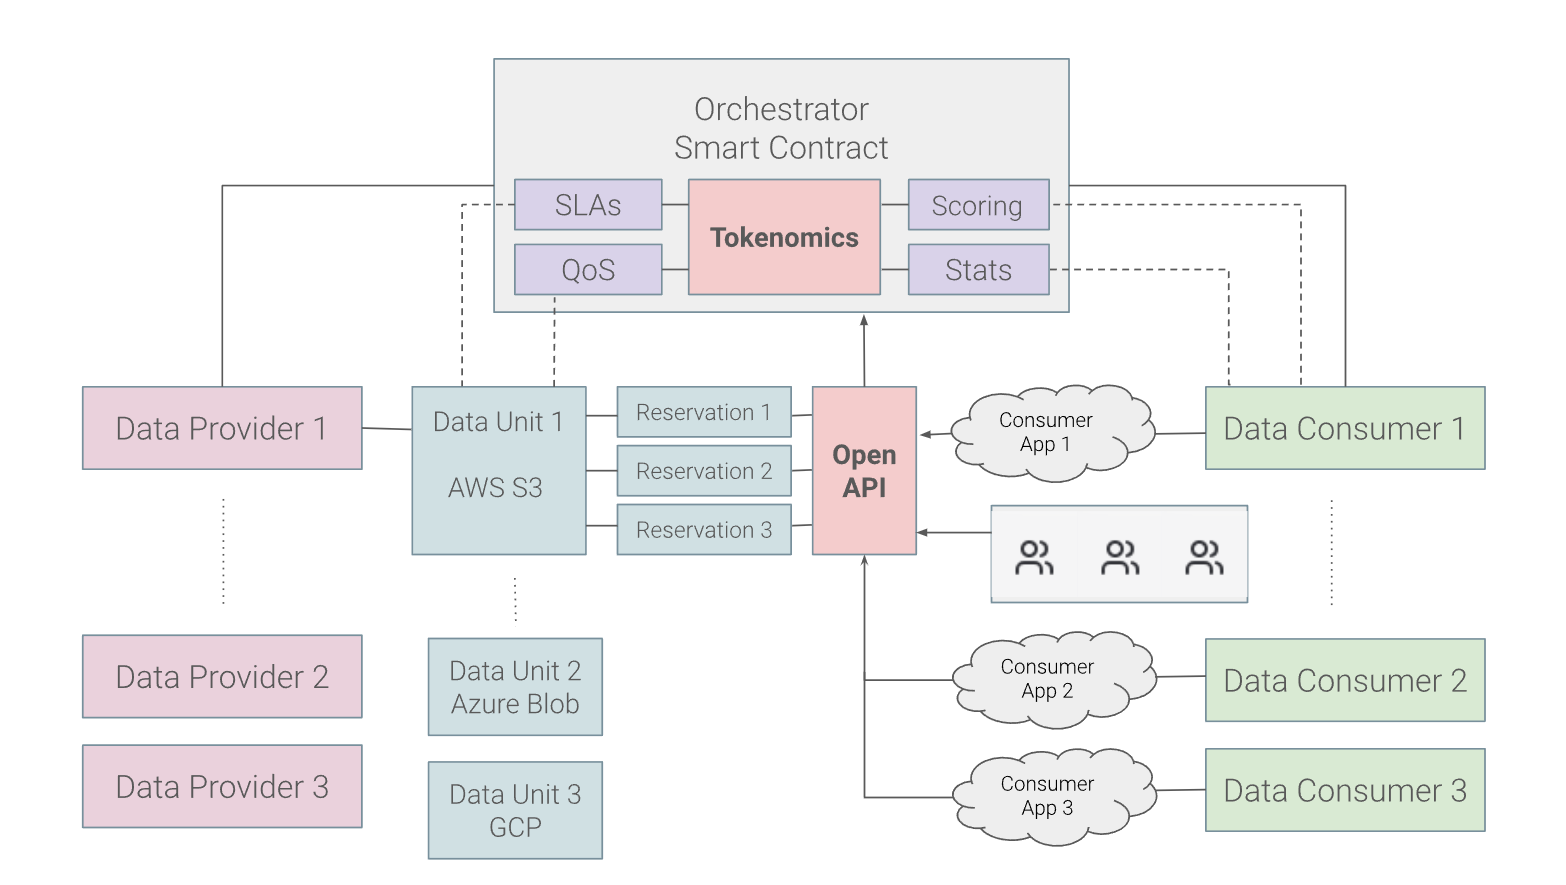 Orchestrator
Smart Contract
SLAs
Tokenomics
Scoring
QoS
Stats
Data Provider 1
Data Unit 1
AWS S3
Reservation 1
Reservation 2
Reservation 3
Open
API
Consumer
App 1
Data Consumer 1
Data Provider 2
Data Unit 2
Azure Blob
Consumer
App 2
Data Consumer 2
Data Provider 3
Data Unit 3
GCP
Consumer
App 3
Data Consumer 3